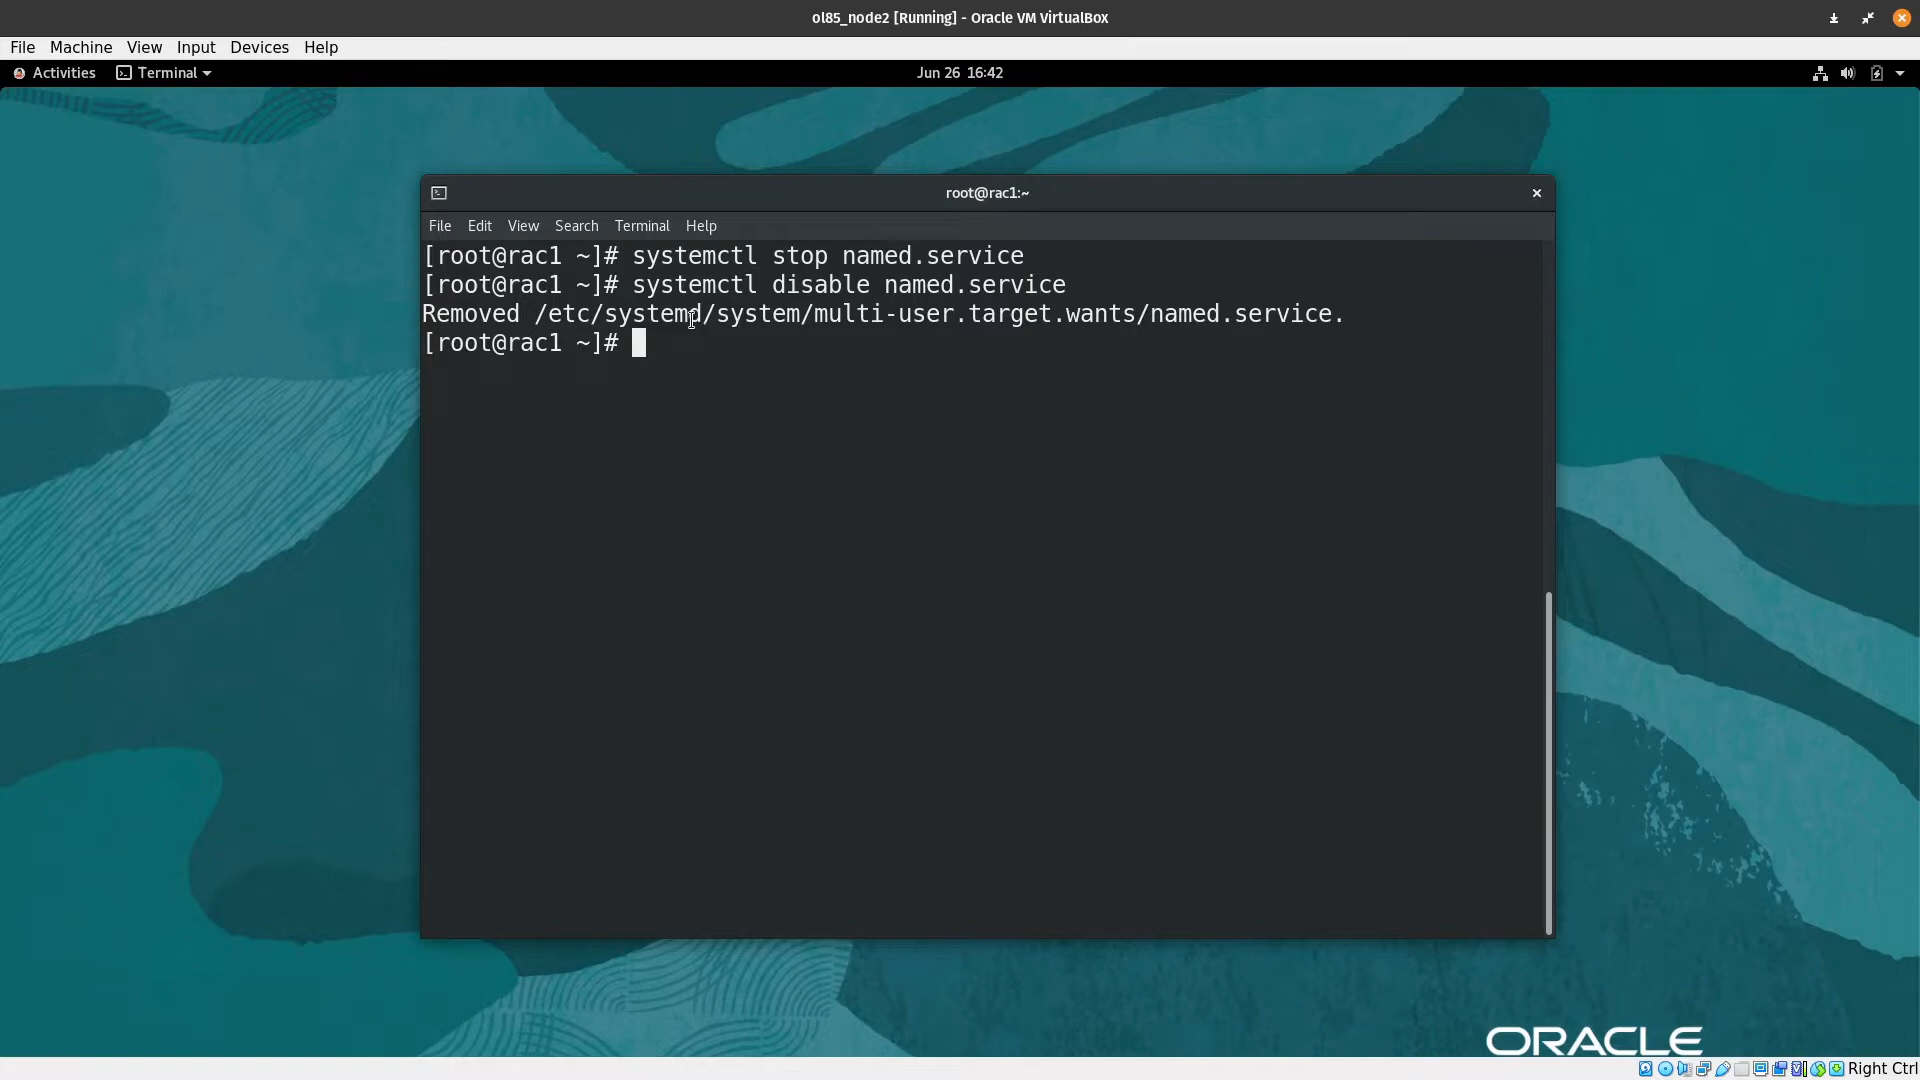 ol85_node2 [Running] - Oracle VM VirtualBox
File Machine View Input Devices Help
Activities Terminal Jun 26 16:42
root@rac1:~
File Edit View Search Terminal Help
[root@rac1 ~]# systemctl stop named.service
[root@rac1 ~]# systemctl disable named.service
Removed /etc/systemd/system/multi-user.target.wants/named.service.
[root@rac1 ~]#
ORACLE
Right Ctrl